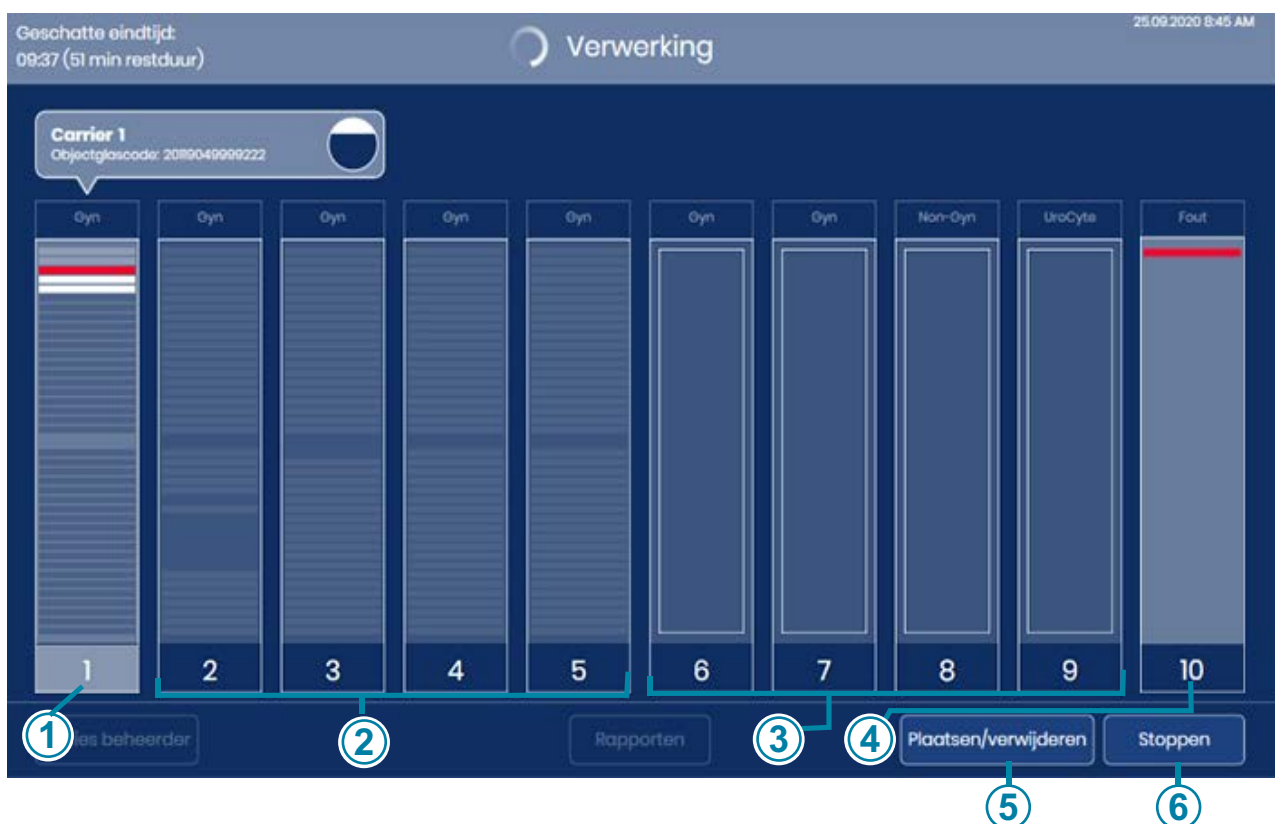 Geschatte eindtijd:
09:37 (51 min restduur)
Verwerking
25.09.2020 8:45 AM
Carrier 1
Objectglascode: 20119049999222
Gyn Gyn Gyn Gyn Gyn Gyn Gyn Non-Gyn UroCyte Fout
1 2 3 4 5 6 7 8 9 10
beheerder
Rapporten
Plaatsen/verwijderen
Stoppen
1 2 3 4
5 6